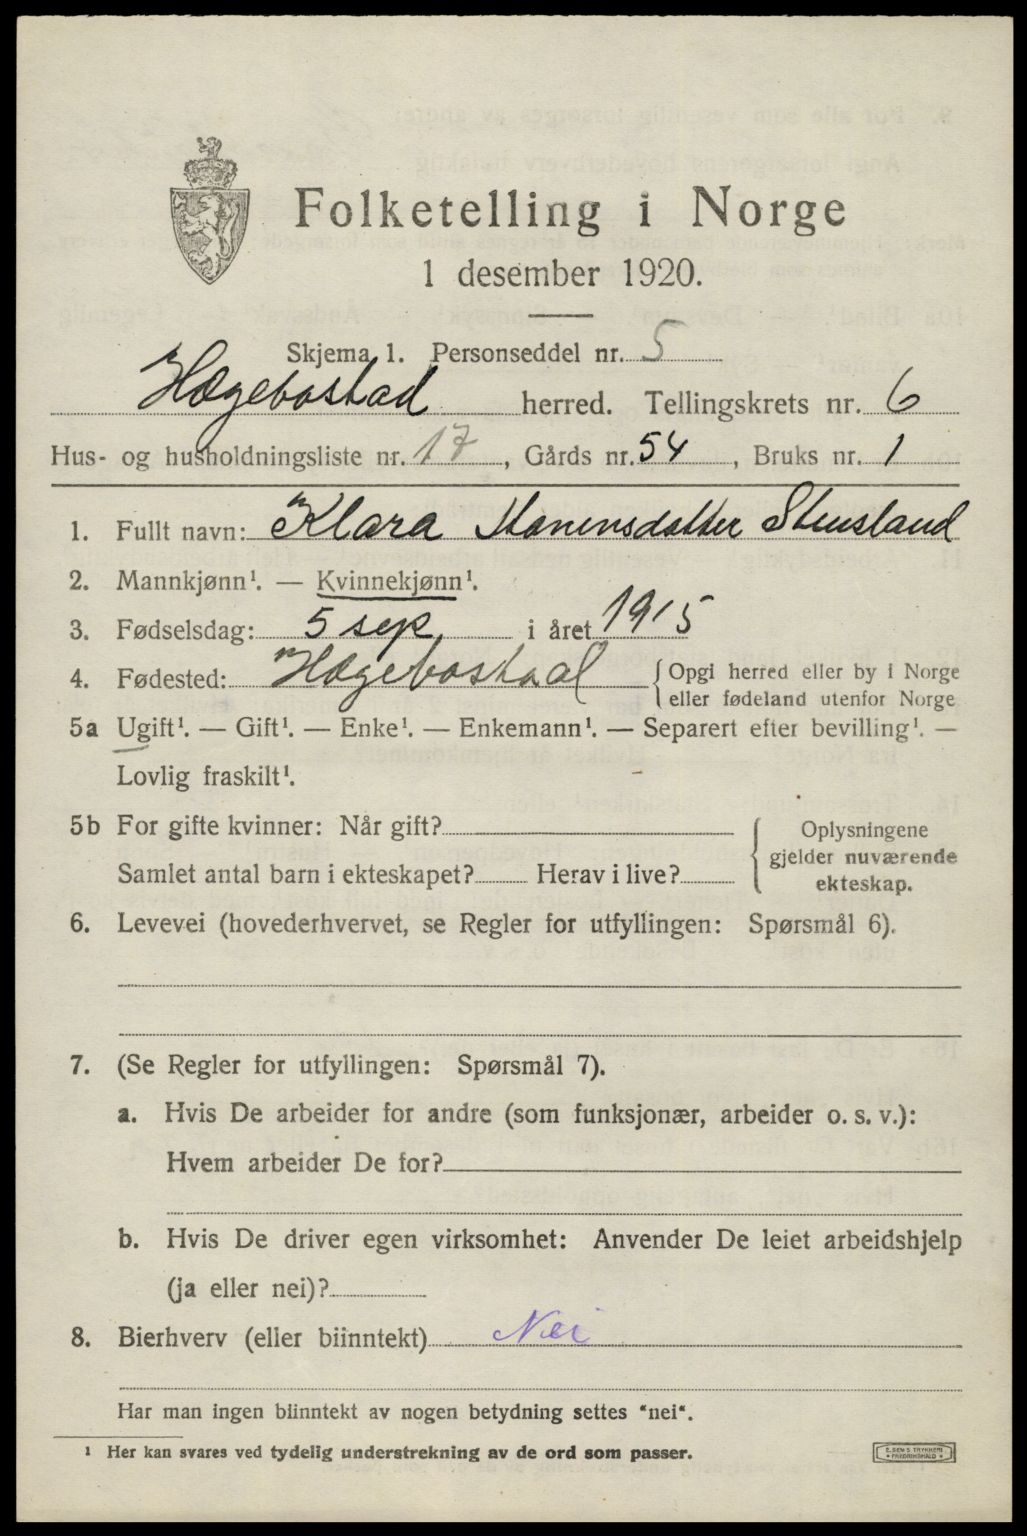 Folketelling i Norge
1 desember 1920.
Skjema 1. Personseddel nr. 5
Hægebostad herred. Tellingskrets nr. 6
Hus- og husholdningsliste nr. 17, Gårds nr. 54, Bruks nr. 1
1. Fullt navn: Klara Stensland
2. Mannkjønn¹. — Kvinnekjønn¹.
3. Fødselsdag: 5 sep. i året 1915
4. Fødested: Hægebostad { Opgi herred eller by i Norge
eller fødeland utenfor Norge
5a Ugift¹. — Gift¹. — Enke¹. — Enkemann¹. — Separert efter bevilling¹. —
Lovlig fraskilt¹.
5b For gifte kvinner: Når gift?
Samlet antal barn i ekteskapet? Herav i live?
{ Oplysningene
gjelder nuværende
ekteskap.
6. Levevei (hovederhvervet, se Regler for utfyllingen: Spørsmål 6).
7. (Se Regler for utfyllingen: Spørsmål 7).
a. Hvis De arbeider for andre (som funksjonær, arbeider o. s. v.):
Hvem arbeider De for?
b. Hvis De driver egen virksomhet: Anvender De leiet arbeidshjelp
(ja eller nei)?
8. Bierhverv (eller biinntekt) Nei
Har man ingen biinntekt av nogen betydning settes "nei".
¹ Her kan svares ved tydelig understrekning av de ord som passer.